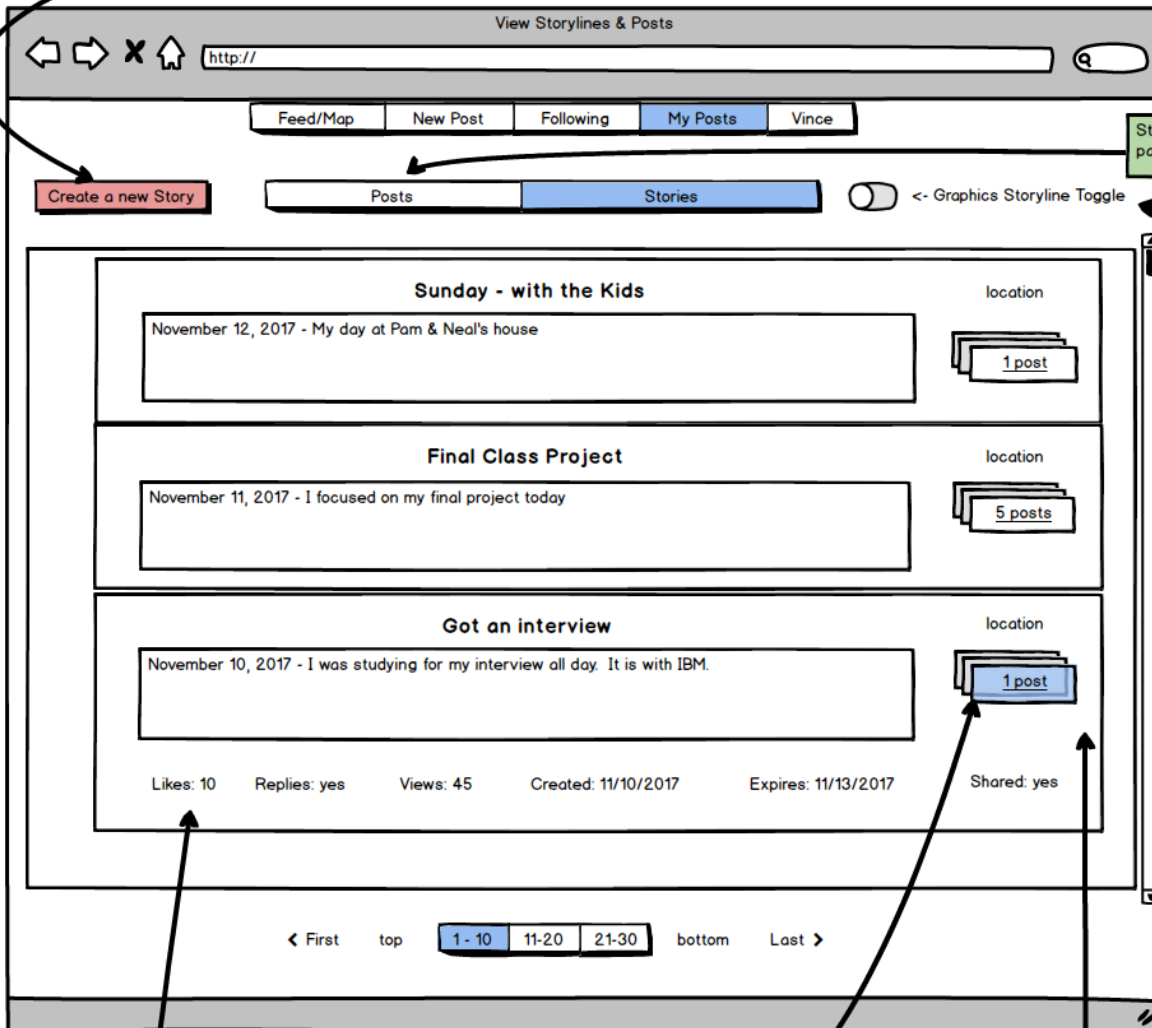 View Storylines & Posts
http://
Feed/Map New Post Following My Posts Vince
Create a new Story Posts Stories <- Graphics Storyline Toggle
Sunday - with the Kids location
November 12, 2017 - My day at Pam & Neal's house
1 post
Final Class Project location
November 11, 2017 - I focused on my final project today
5 posts
Got an interview location
November 10, 2017 - I was studying for my interview all day. It is with IBM.
1 post
Likes: 10 Replies: yes Views: 45 Created: 11/10/2017 Expires: 11/13/2017 Shared: yes
First top 1 - 10 11-20 21-30 bottom Last